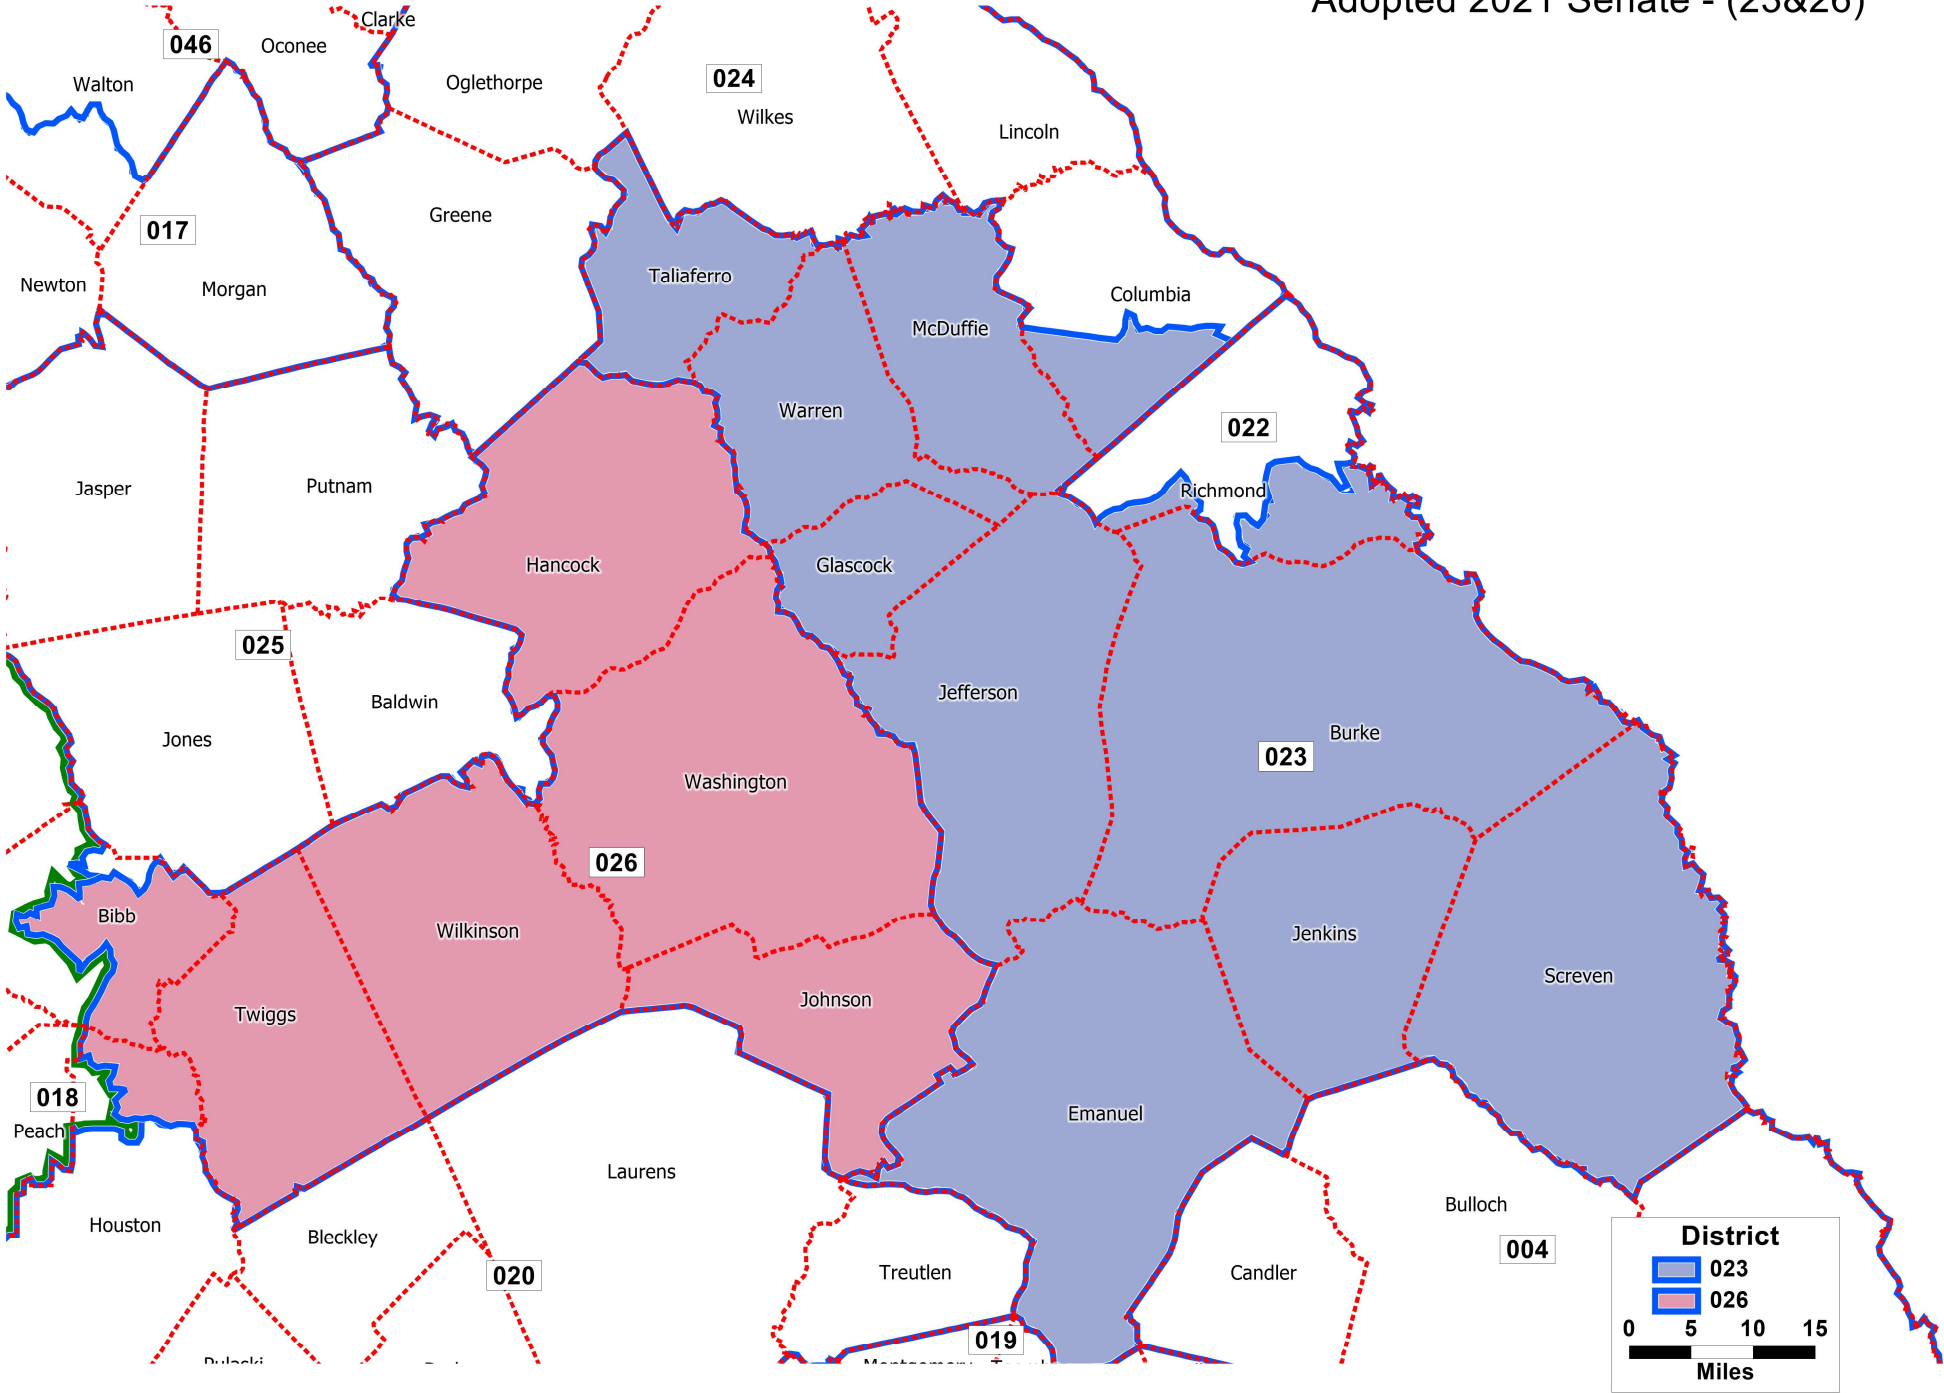 Adopted 2021 Senate - (23&26)
Clarke
046
Oconee
Walton
Oglethorpe
024
Wilkes
Lincoln
Greene
017
Newton
Morgan
Taliaferro
Columbia
McDuffie
Warren
022
Jasper
Putnam
Richmond
Hancock
Glascock
025
Baldwin
Jefferson
Jones
Burke
023
Washington
026
Bibb
Wilkinson
Jenkins
Screven
Johnson
Twiggs
018
Peach
Emanuel
Laurens
Houston
Bleckley
Bulloch
004
020
Treutlen
Candler
019
Pulaski
Montgomery
District
023
026
0 5 10 15
Miles